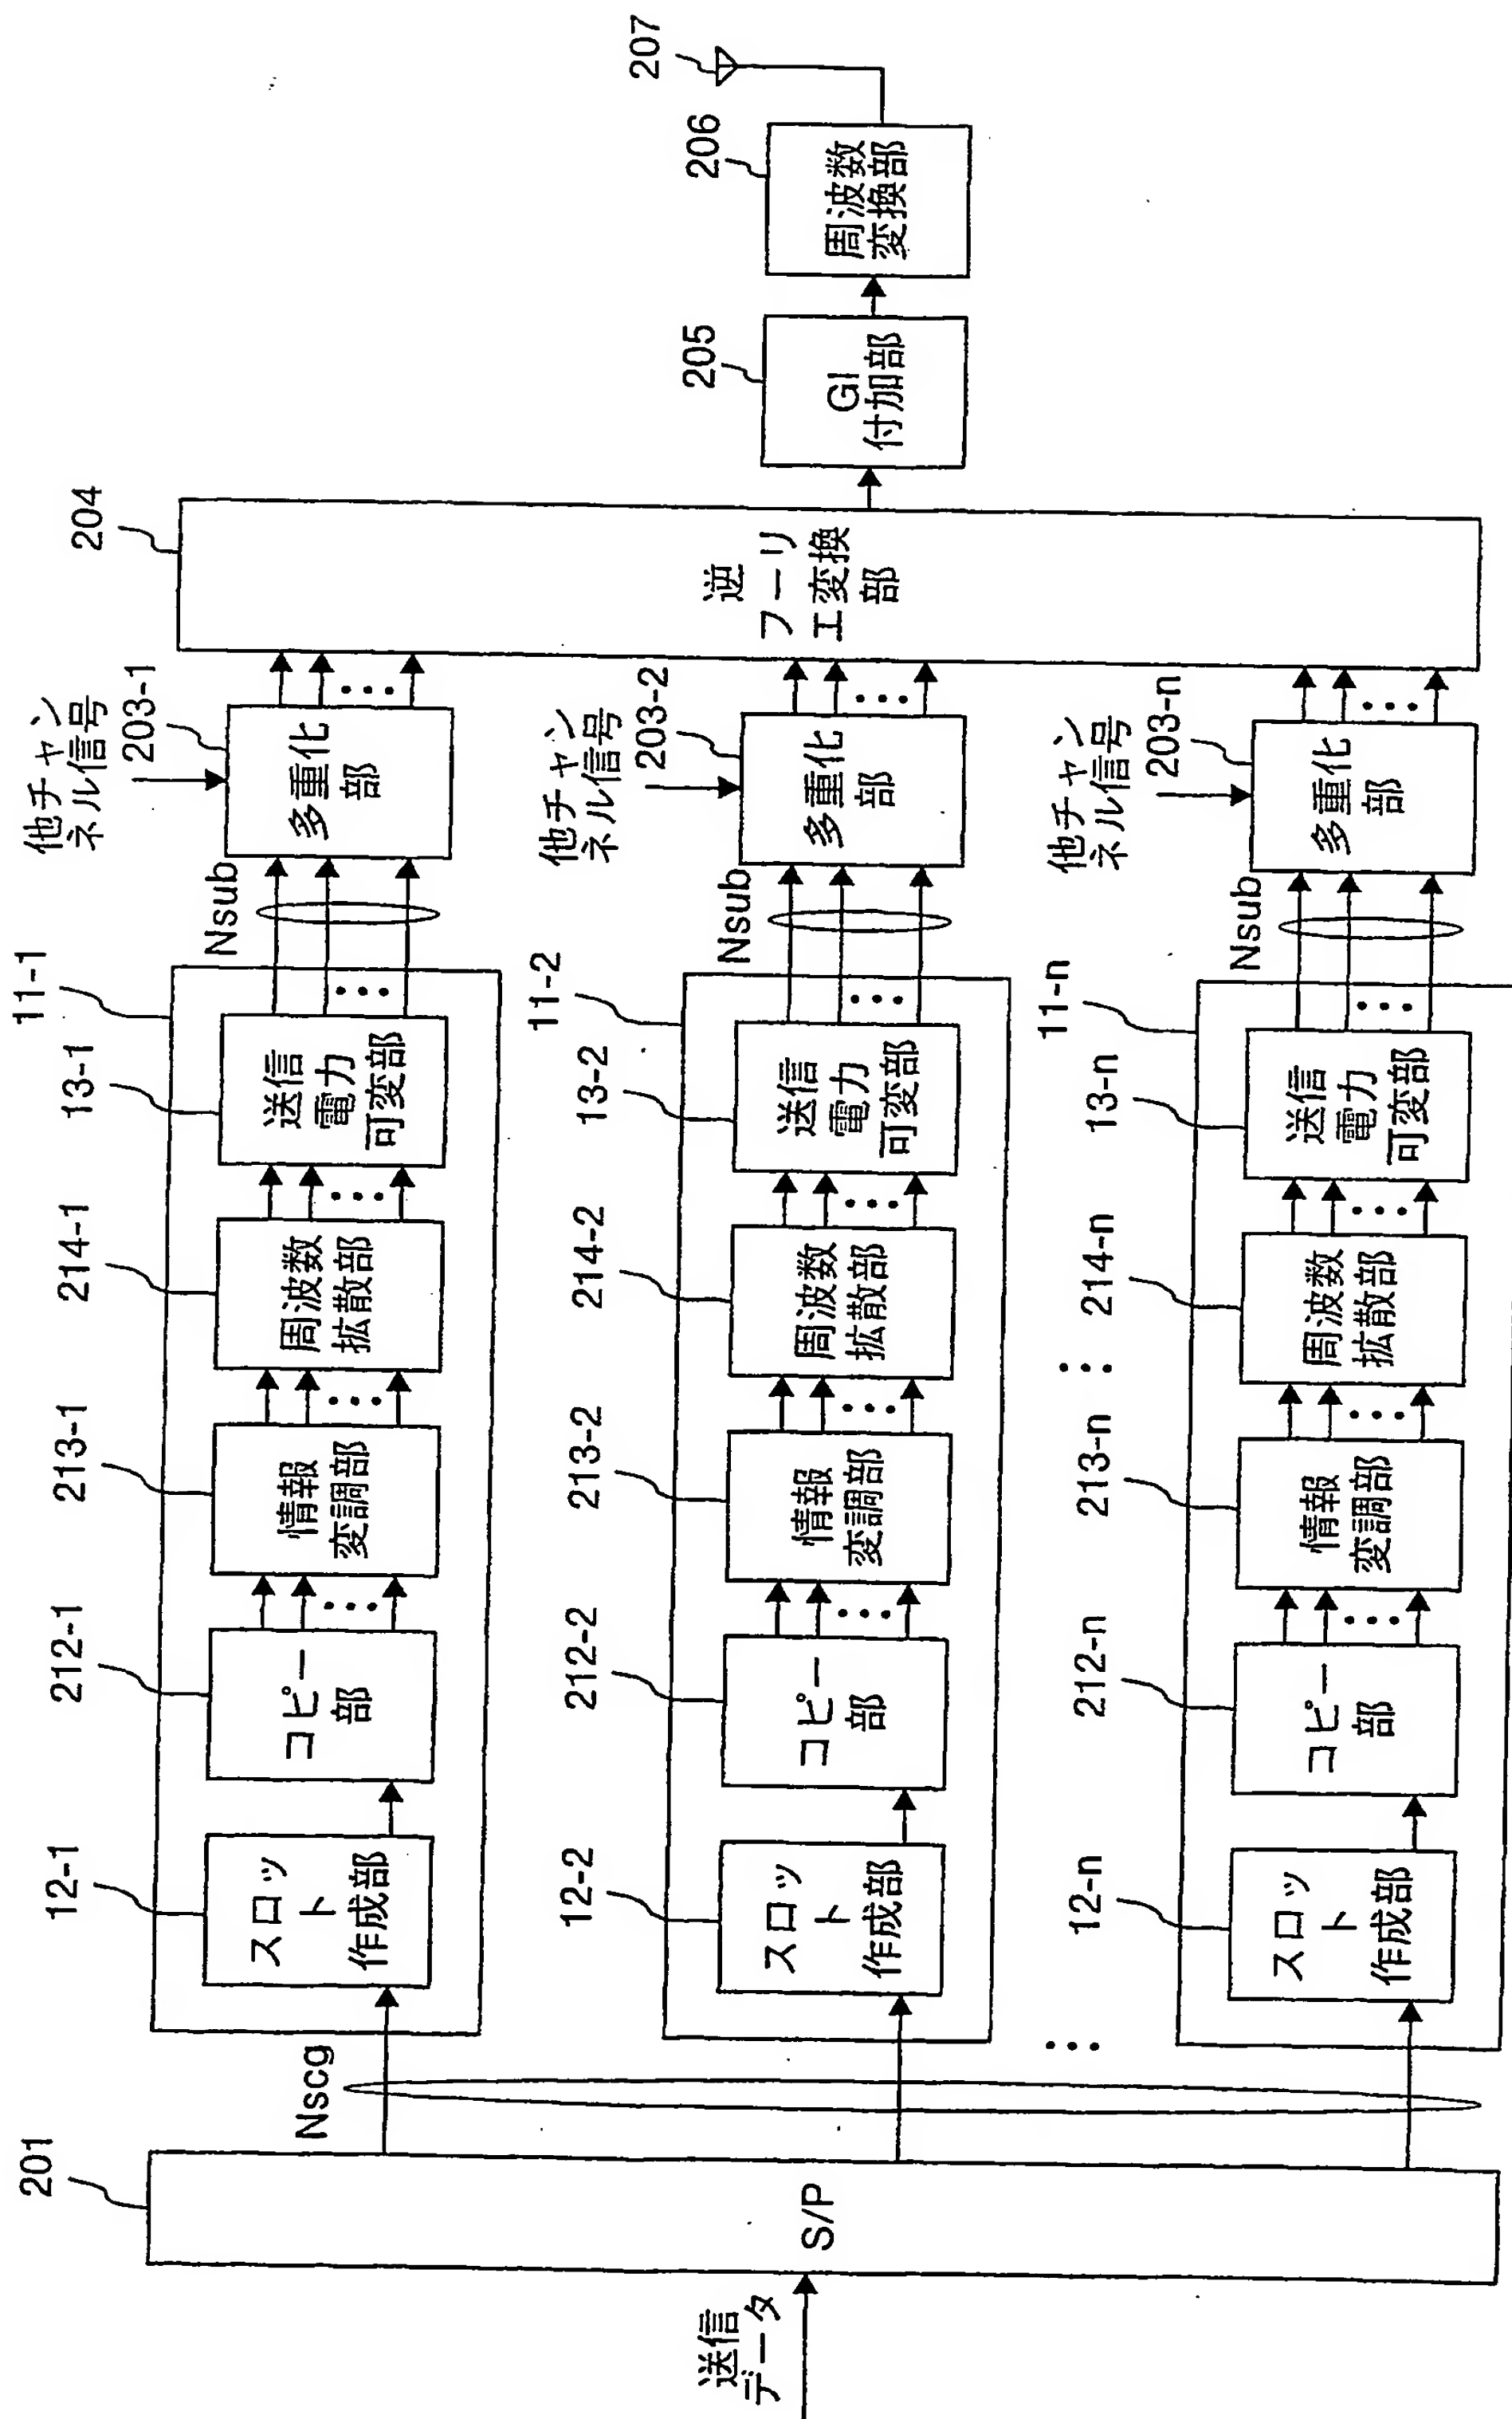 送信
データ
201
S/P
Nscg
11-1
12-1
スロッ
ト
作成部
212-1
コピー
部
213-1
情報
変調部
214-1
周波数
拡散部
13-1
送信
電力
可変部
Nsub
他チャン
ネル信号
203-1
多重化
部
11-2
12-2
スロッ
ト
作成部
212-2
コピー
部
213-2
情報
変調部
214-2
周波数
拡散部
13-2
送信
電力
可変部
Nsub
他チャン
ネル信号
203-2
多重化
部
11-n
12-n
スロッ
ト
作成部
212-n
コピー
部
213-n
情報
変調部
214-n
周波数
拡散部
13-n
送信
電力
可変部
Nsub
他チャン
ネル信号
203-n
多重化
部
204
逆
フーリ
エ変換
部
205
GI
付加部
206
周波数
変換部
207